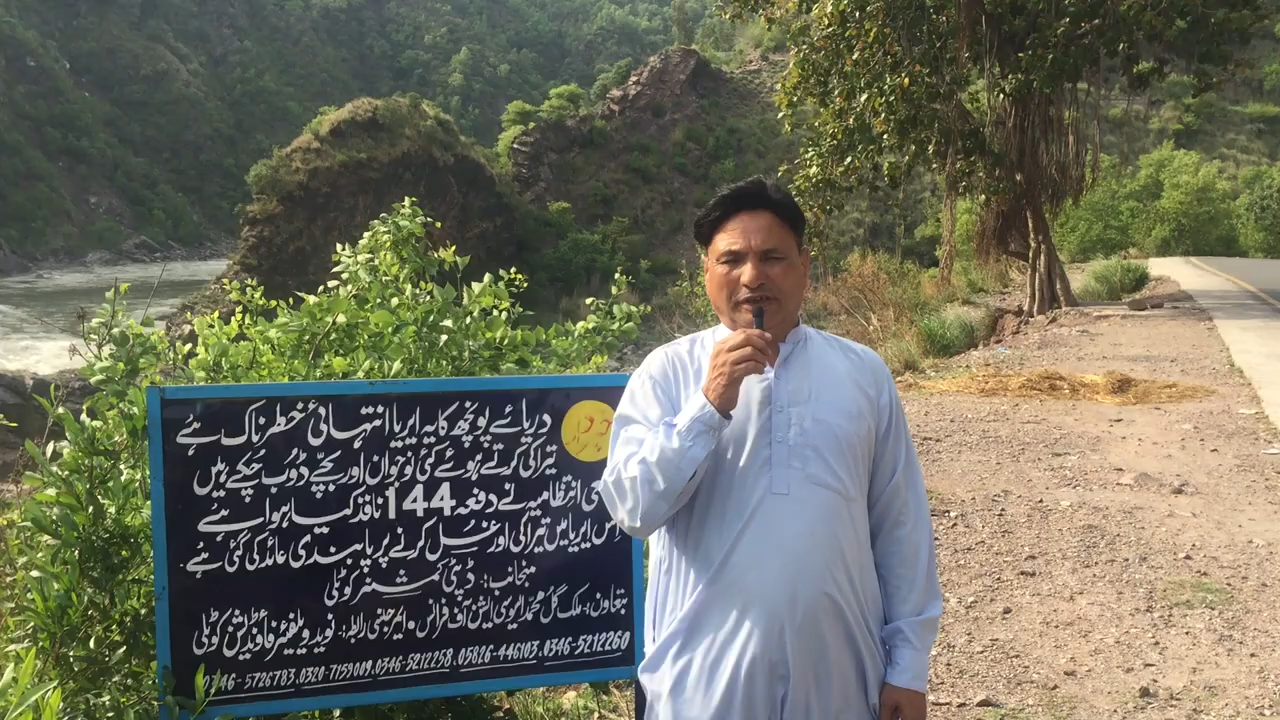 دریائے پونچھ کا یہ ایریا انتہائی خطرناک ہے
تیراکی کرتے ہوئے کئی نوجوان اور بچے ڈوب چکے ہیں
انتظامیہ نے دفعہ 144 نافذ کیا ہوا ہے
اس ایریا میں تیراکی اور غسل کرنے پر پابندی عائد کی گئی ہے.
منجانب:. ڈپٹی کمشنر کوٹلی
بتعاون:. ملک گل محمد ایسوسی ایشن آف فرانس • ایمرجنسی رابطہ:. نوید ویلفیئر فاؤنڈیشن کوٹلی
0346-5726783,0320-7159009,0346-5212258,05826-446103,0346-5212260